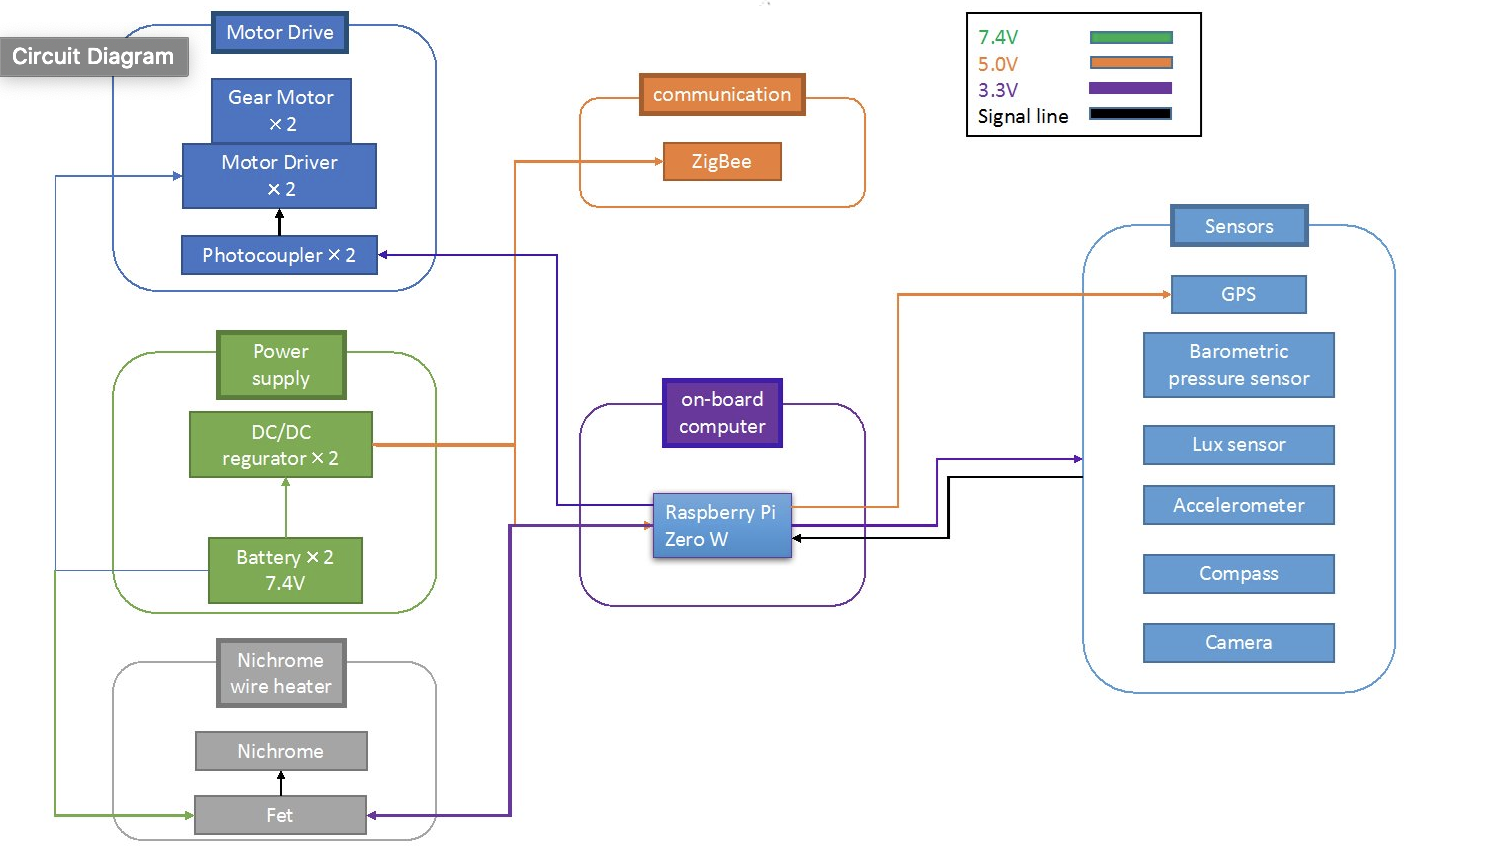 Circuit Diagram
Motor Drive
Gear Motor
×2
Motor Driver
×2
Photocoupler×2
Power
supply
DC/DC
regurator×2
Battery×2
7.4V
Nichrome
wire heater
Nichrome
Fet
communication
ZigBee
on-board
computer
Raspberry Pi
Zero W
7.4V
5.0V
3.3V
Signal line
Sensors
GPS
Barometric
pressure sensor
Lux sensor
Accelerometer
Compass
Camera